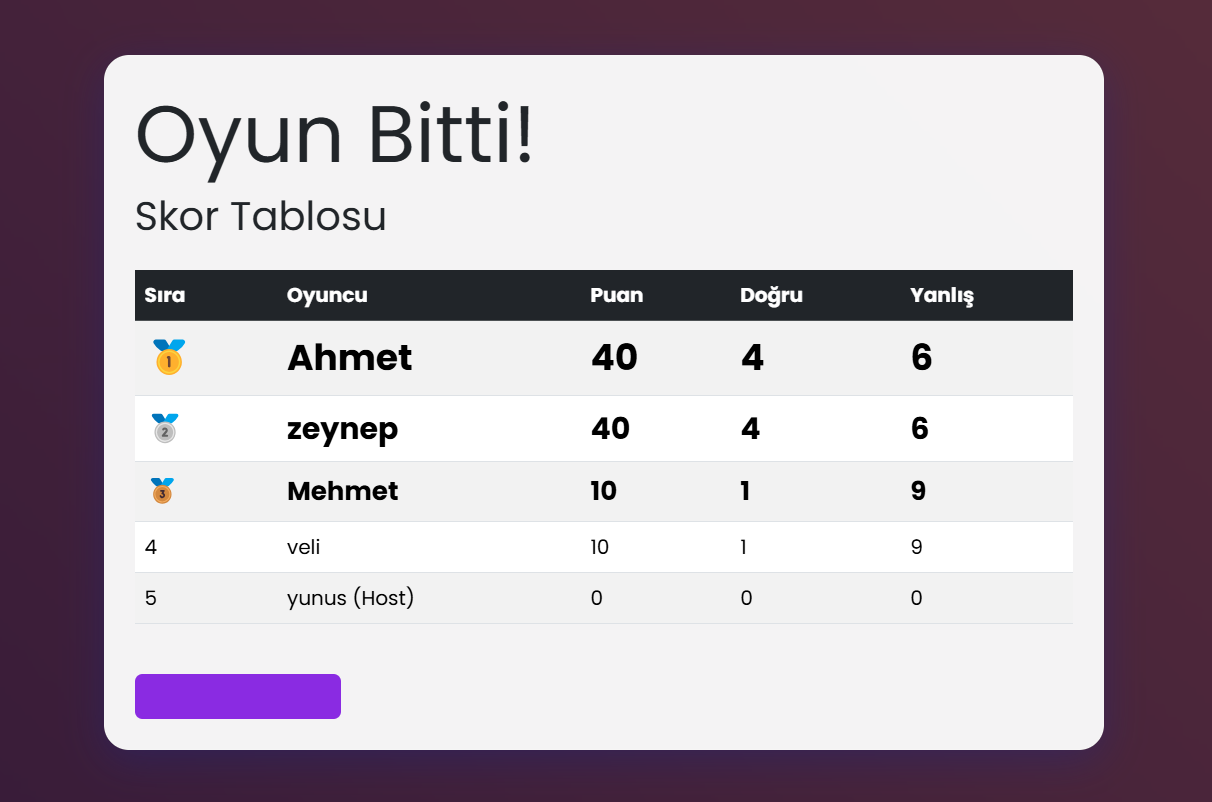 Oyun Bitti!
Skor Tablosu
Sıra Oyuncu Puan Doğru Yanlış
1 Ahmet 40 4 6
2 zeynep 40 4 6
3 Mehmet 10 1 9
4 veli 10 1 9
5 yunus (Host) 0 0 0